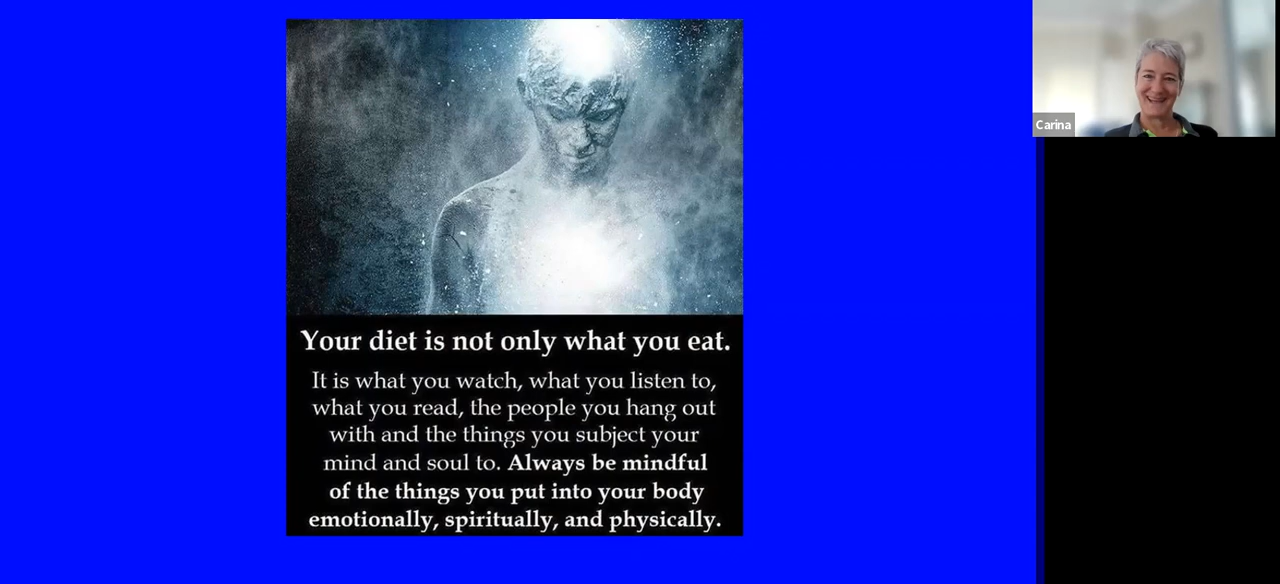 Your diet is not only what you eat.
It is what you watch, what you listen to,
what you read, the people you hang out
with and the things you subject your
mind and soul to. Always be mindful
of the things you put into your body
emotionally, spiritually, and physically.
Carina